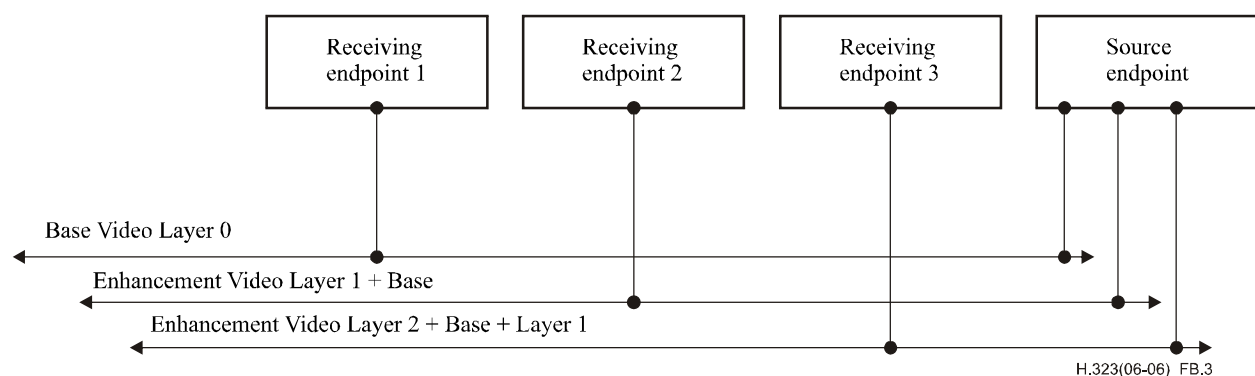 Receiving
endpoint 1
Receiving
endpoint 2
Receiving
endpoint 3
Source
endpoint
Base Video Layer 0
Enhancement Video Layer 1 + Base
Enhancement Video Layer 2 + Base + Layer 1
H.323(06-06)_FB.3